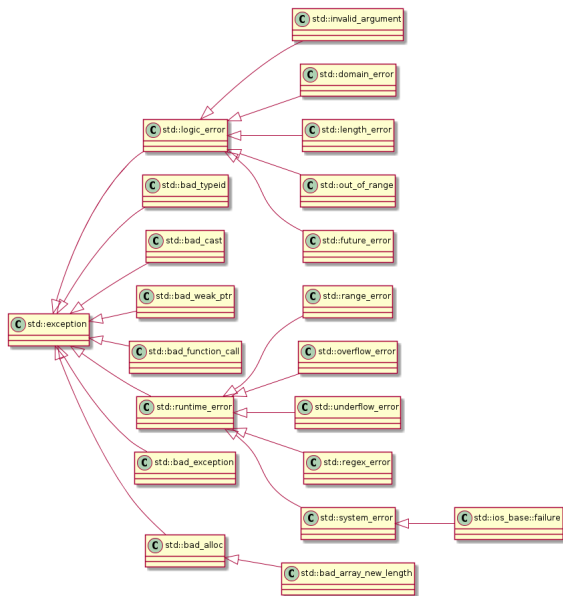 C std::invalid_argument
C std::domain_error
C std::logic_error
C std::length_error
C std::bad_typeid
C std::out_of_range
C std::bad_cast
C std::future_error
C std::bad_weak_ptr
C std::range_error
C std::exception
C std::bad_function_call
C std::overflow_error
C std::runtime_error
C std::underflow_error
C std::bad_exception
C std::regex_error
C std::system_error
C std::ios_base::failure
C std::bad_alloc
C std::bad_array_new_length